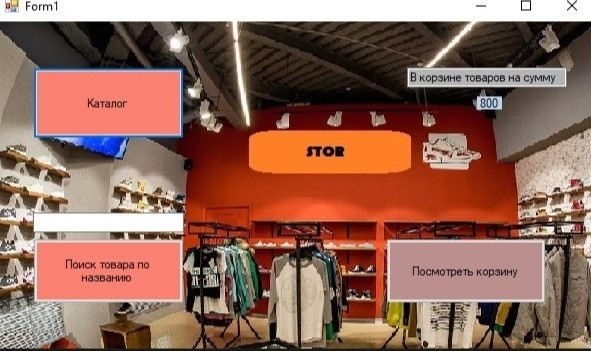 Form1
Каталог
В корзине товаров на сумму
800
STOR
Поиск товара по
названию
Посмотреть корзину